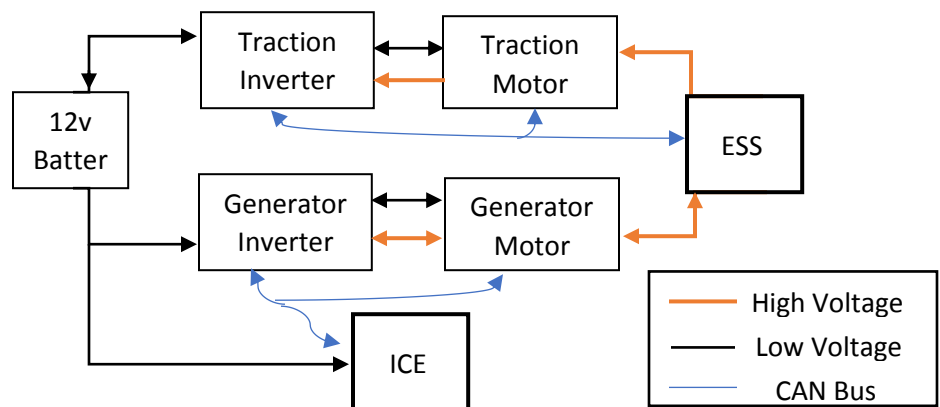 Traction
Inverter
Traction
Motor
12v
Batter
ESS
Generator
Inverter
Generator
Motor
ICE
High Voltage
Low Voltage
CAN Bus